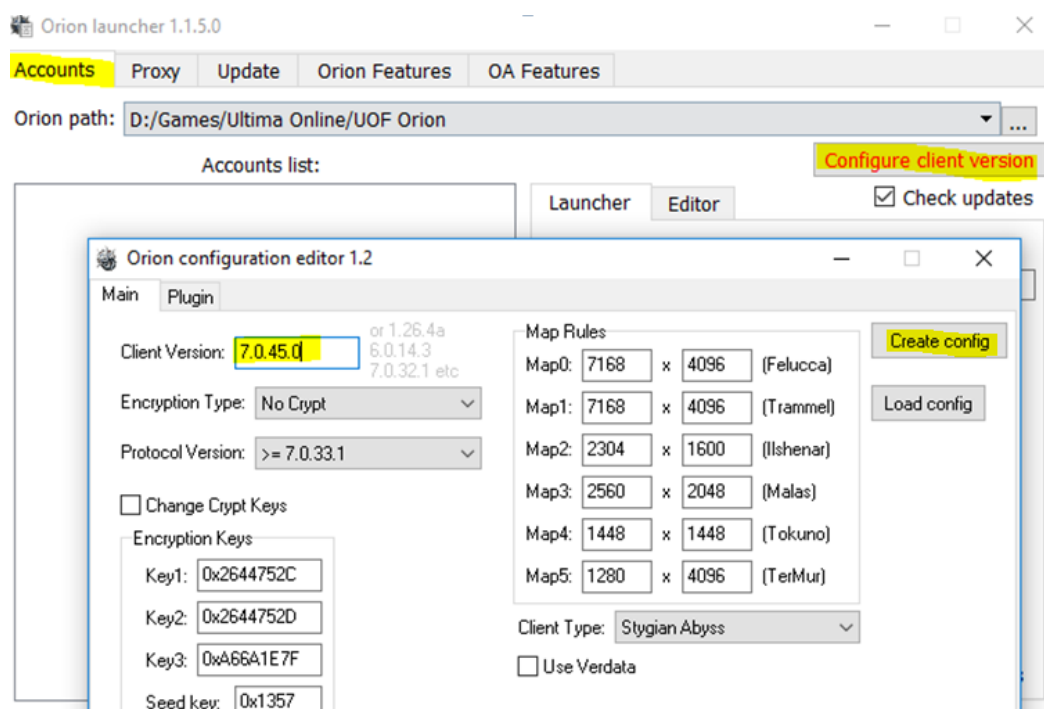 Orion launcher 1.1.5.0
Accounts Proxy Update Orion Features OA Features
Orion path: D:/Games/Ultima Online/UOF Orion ...
Configure client version
Accounts list:
Launcher Editor Check updates
Orion configuration editor 1.2
Main Plugin
Client Version: 7.0.45.0
or 1.26.4a
6.0.14.3
7.0.32.1 etc
Encryption Type: No Crypt
Protocol Version: >= 7.0.33.1
Change Crypt Keys
Encryption Keys
Key1: 0x2644752C
Key2: 0x2644752D
Key3: 0xA66A1E7F
Seed key: 0x1357
Map Rules
Map0: 7168 x 4096 (Felucca)
Map1: 7168 x 4096 (Trammel)
Map2: 2304 x 1600 (Ilshenar)
Map3: 2560 x 2048 (Malas)
Map4: 1448 x 1448 (Tokuno)
Map5: 1280 x 4096 (TerMur)
Client Type: Stygian Abyss
Use Verdata
Create config
Load config